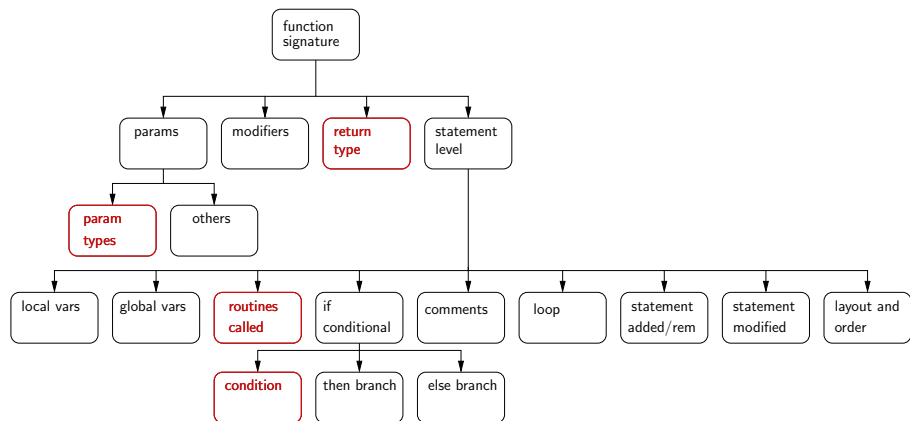 function
signature
params
modifiers
return
type
statement
level
param
types
others
local vars
global vars
routines
called
if
conditional
comments
loop
statement
added/rem
statement
modified
layout and
order
condition
then branch
else branch